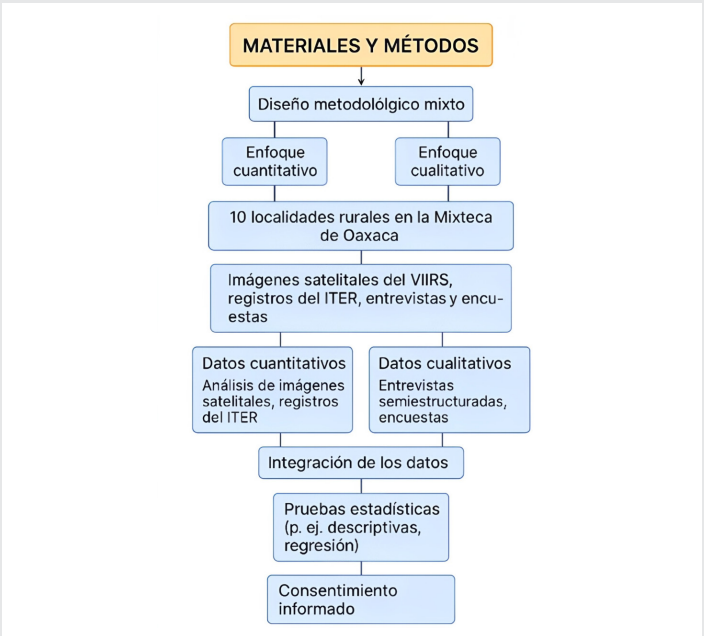 MATERIALES Y MÉTODOS
Diseño metodolólgico mixto
Enfoque
cuantitativo
Enfoque
cualitativo
10 localidades rurales en la Mixteca
de Oaxaca
Imágenes satelitales del VIIRS,
registros del ITER, entrevistas y encu-
estas
Datos cuantitativos
Análisis de imágenes
satelitales, registros
del ITER
Datos cualitativos
Entrevistas
semiestructuradas,
encuestas
Integración de los datos
Pruebas estadísticas
(p. ej. descriptivas,
regresión)
Consentimiento
informado